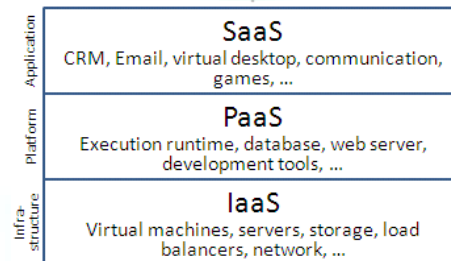 Application
SaaS
CRM, Email, virtual desktop, communication,
games, ...
Platform
PaaS
Execution runtime, database, web server,
development tools, ...
Infra-
structure
IaaS
Virtual machines, servers, storage, load
balancers, network, ...